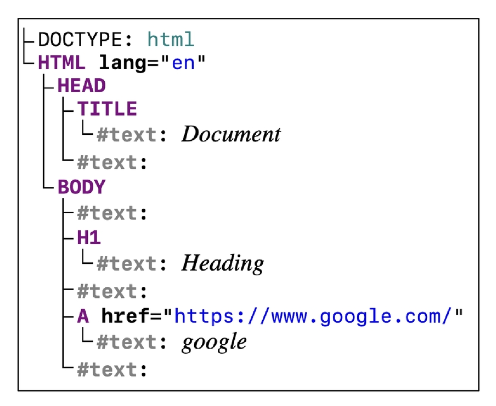 DOCTYPE: html
HTML lang="en"
HEAD
TITLE
#text: Document
#text:
BODY
#text:
H1
#text: Heading
#text:
A href="https://www.google.com/"
#text: google
#text: